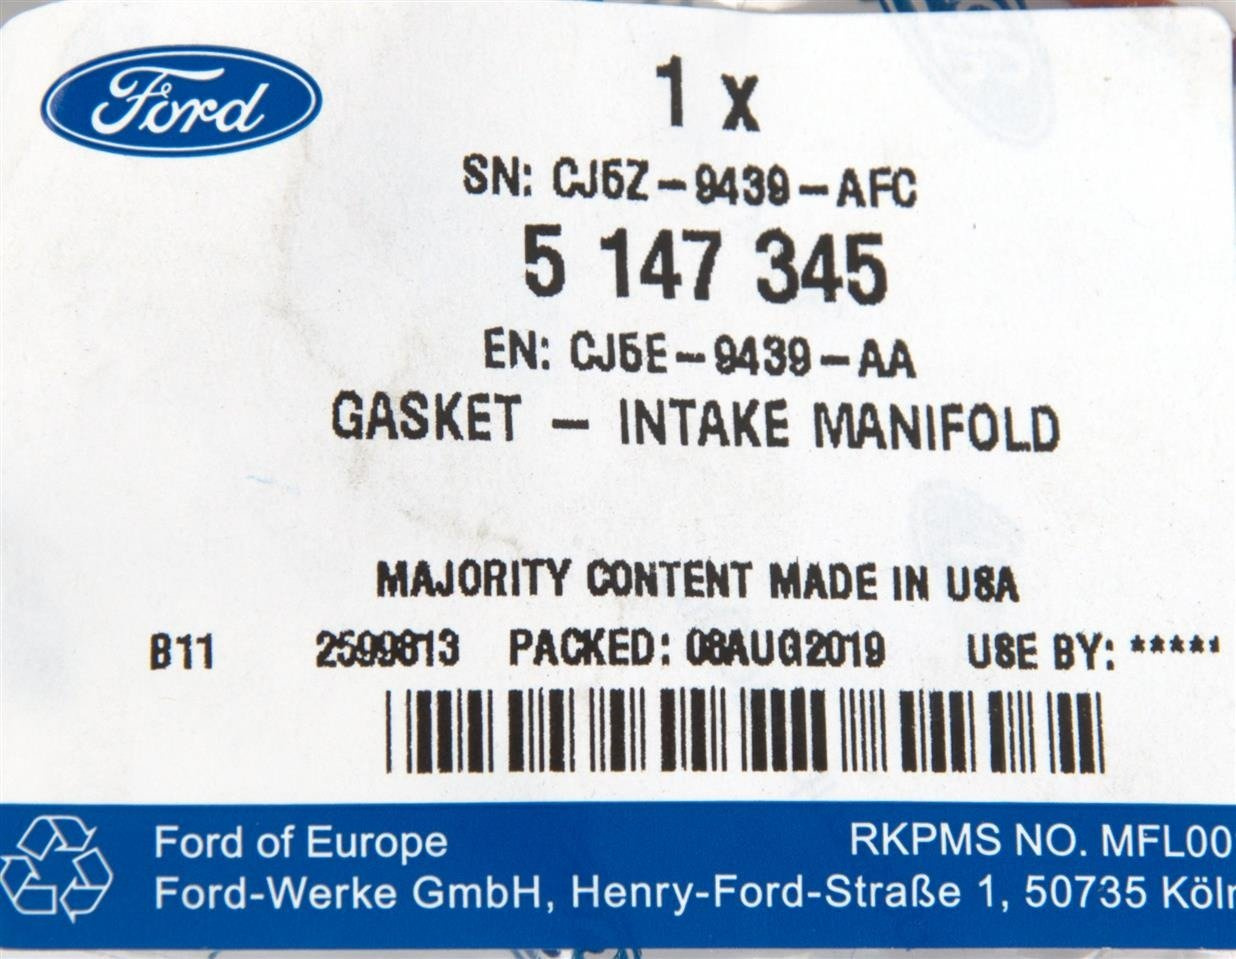 Ford
1 x
SN: CJ5Z-9439-AFC
5 147 345
EN: CJ5E-9439-AA
GASKET - INTAKE MANIFOLD
MAJORITY CONTENT MADE IN USA
B11 2599813 PACKED: 08AUG2019 USE BY: *****
Ford of Europe RKPMS NO. MFL00
Ford-Werke GmbH, Henry-Ford-Straße 1, 50735 Köln